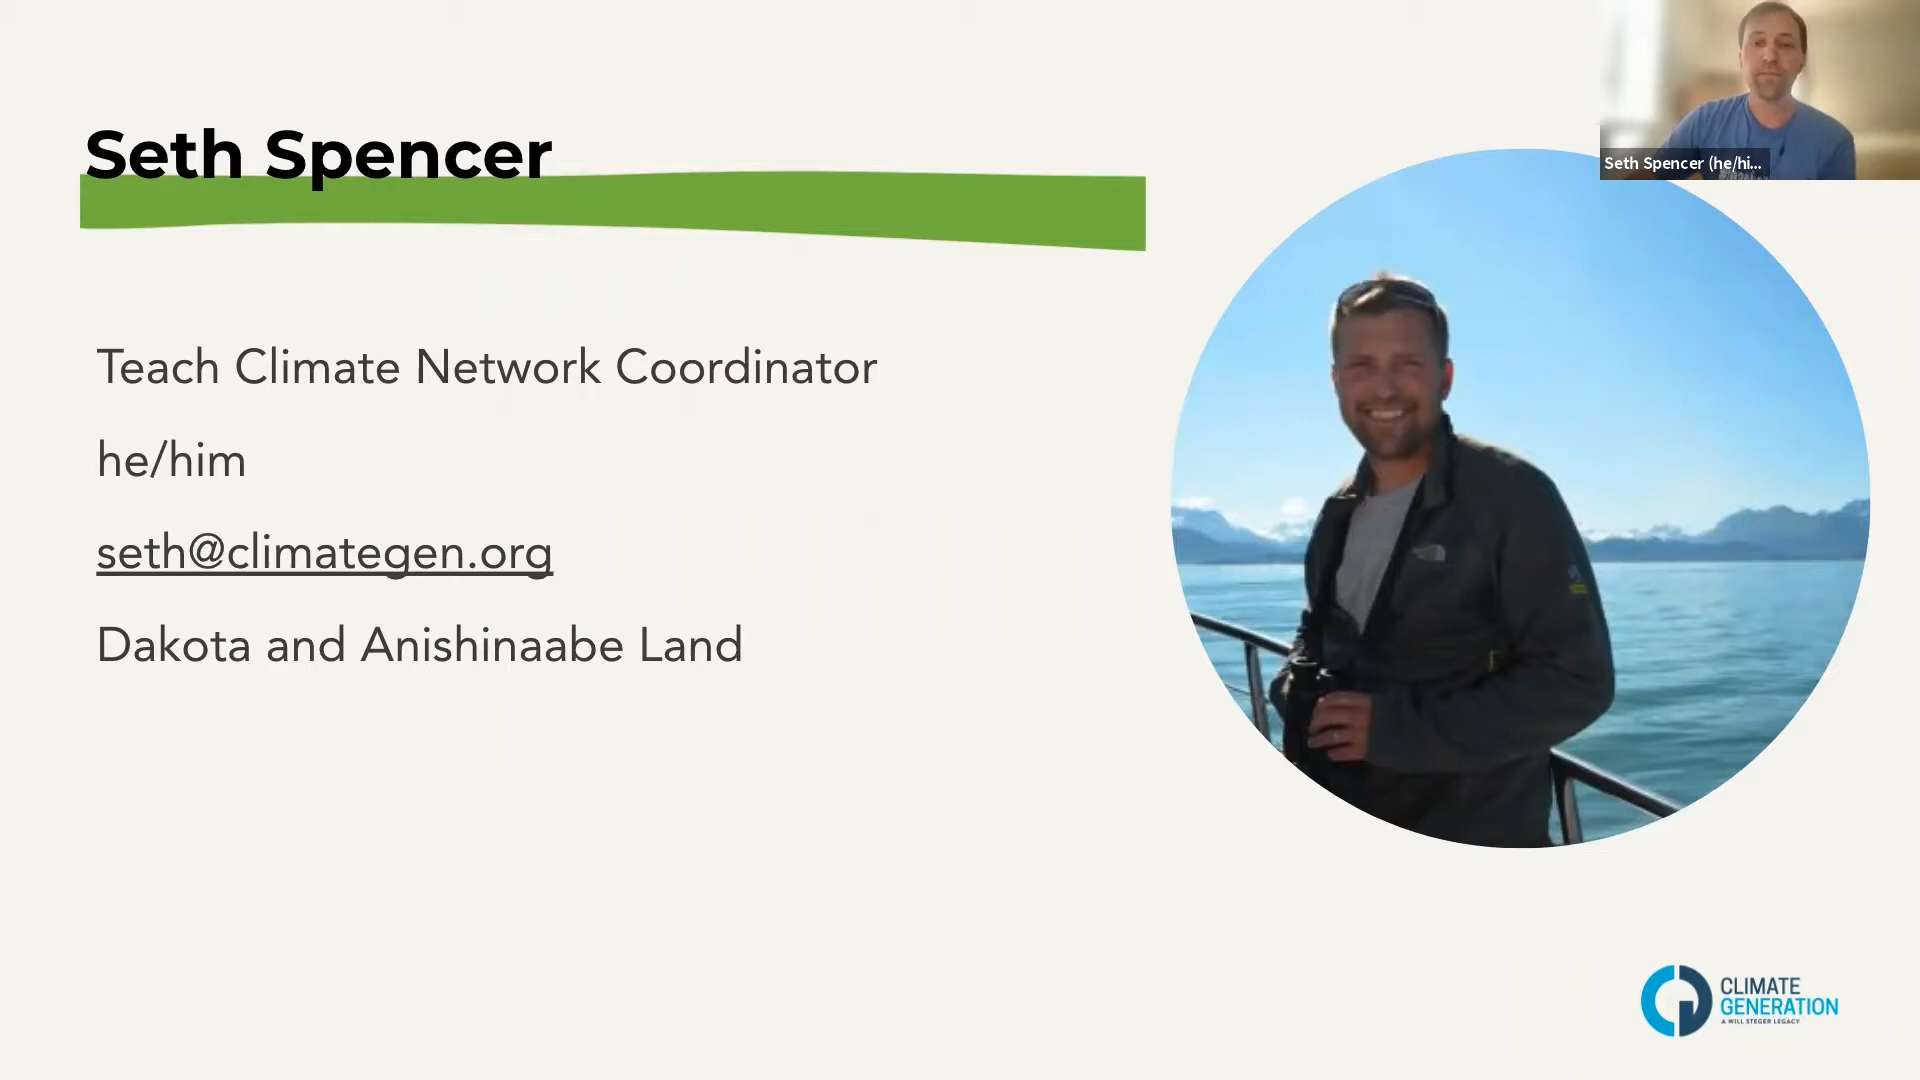 Seth Spencer (he/hi...
Seth Spencer
Teach Climate Network Coordinator
he/him
seth@climategen.org
Dakota and Anishinaabe Land
CLIMATE
GENERATION
A WILL STEGER LEGACY